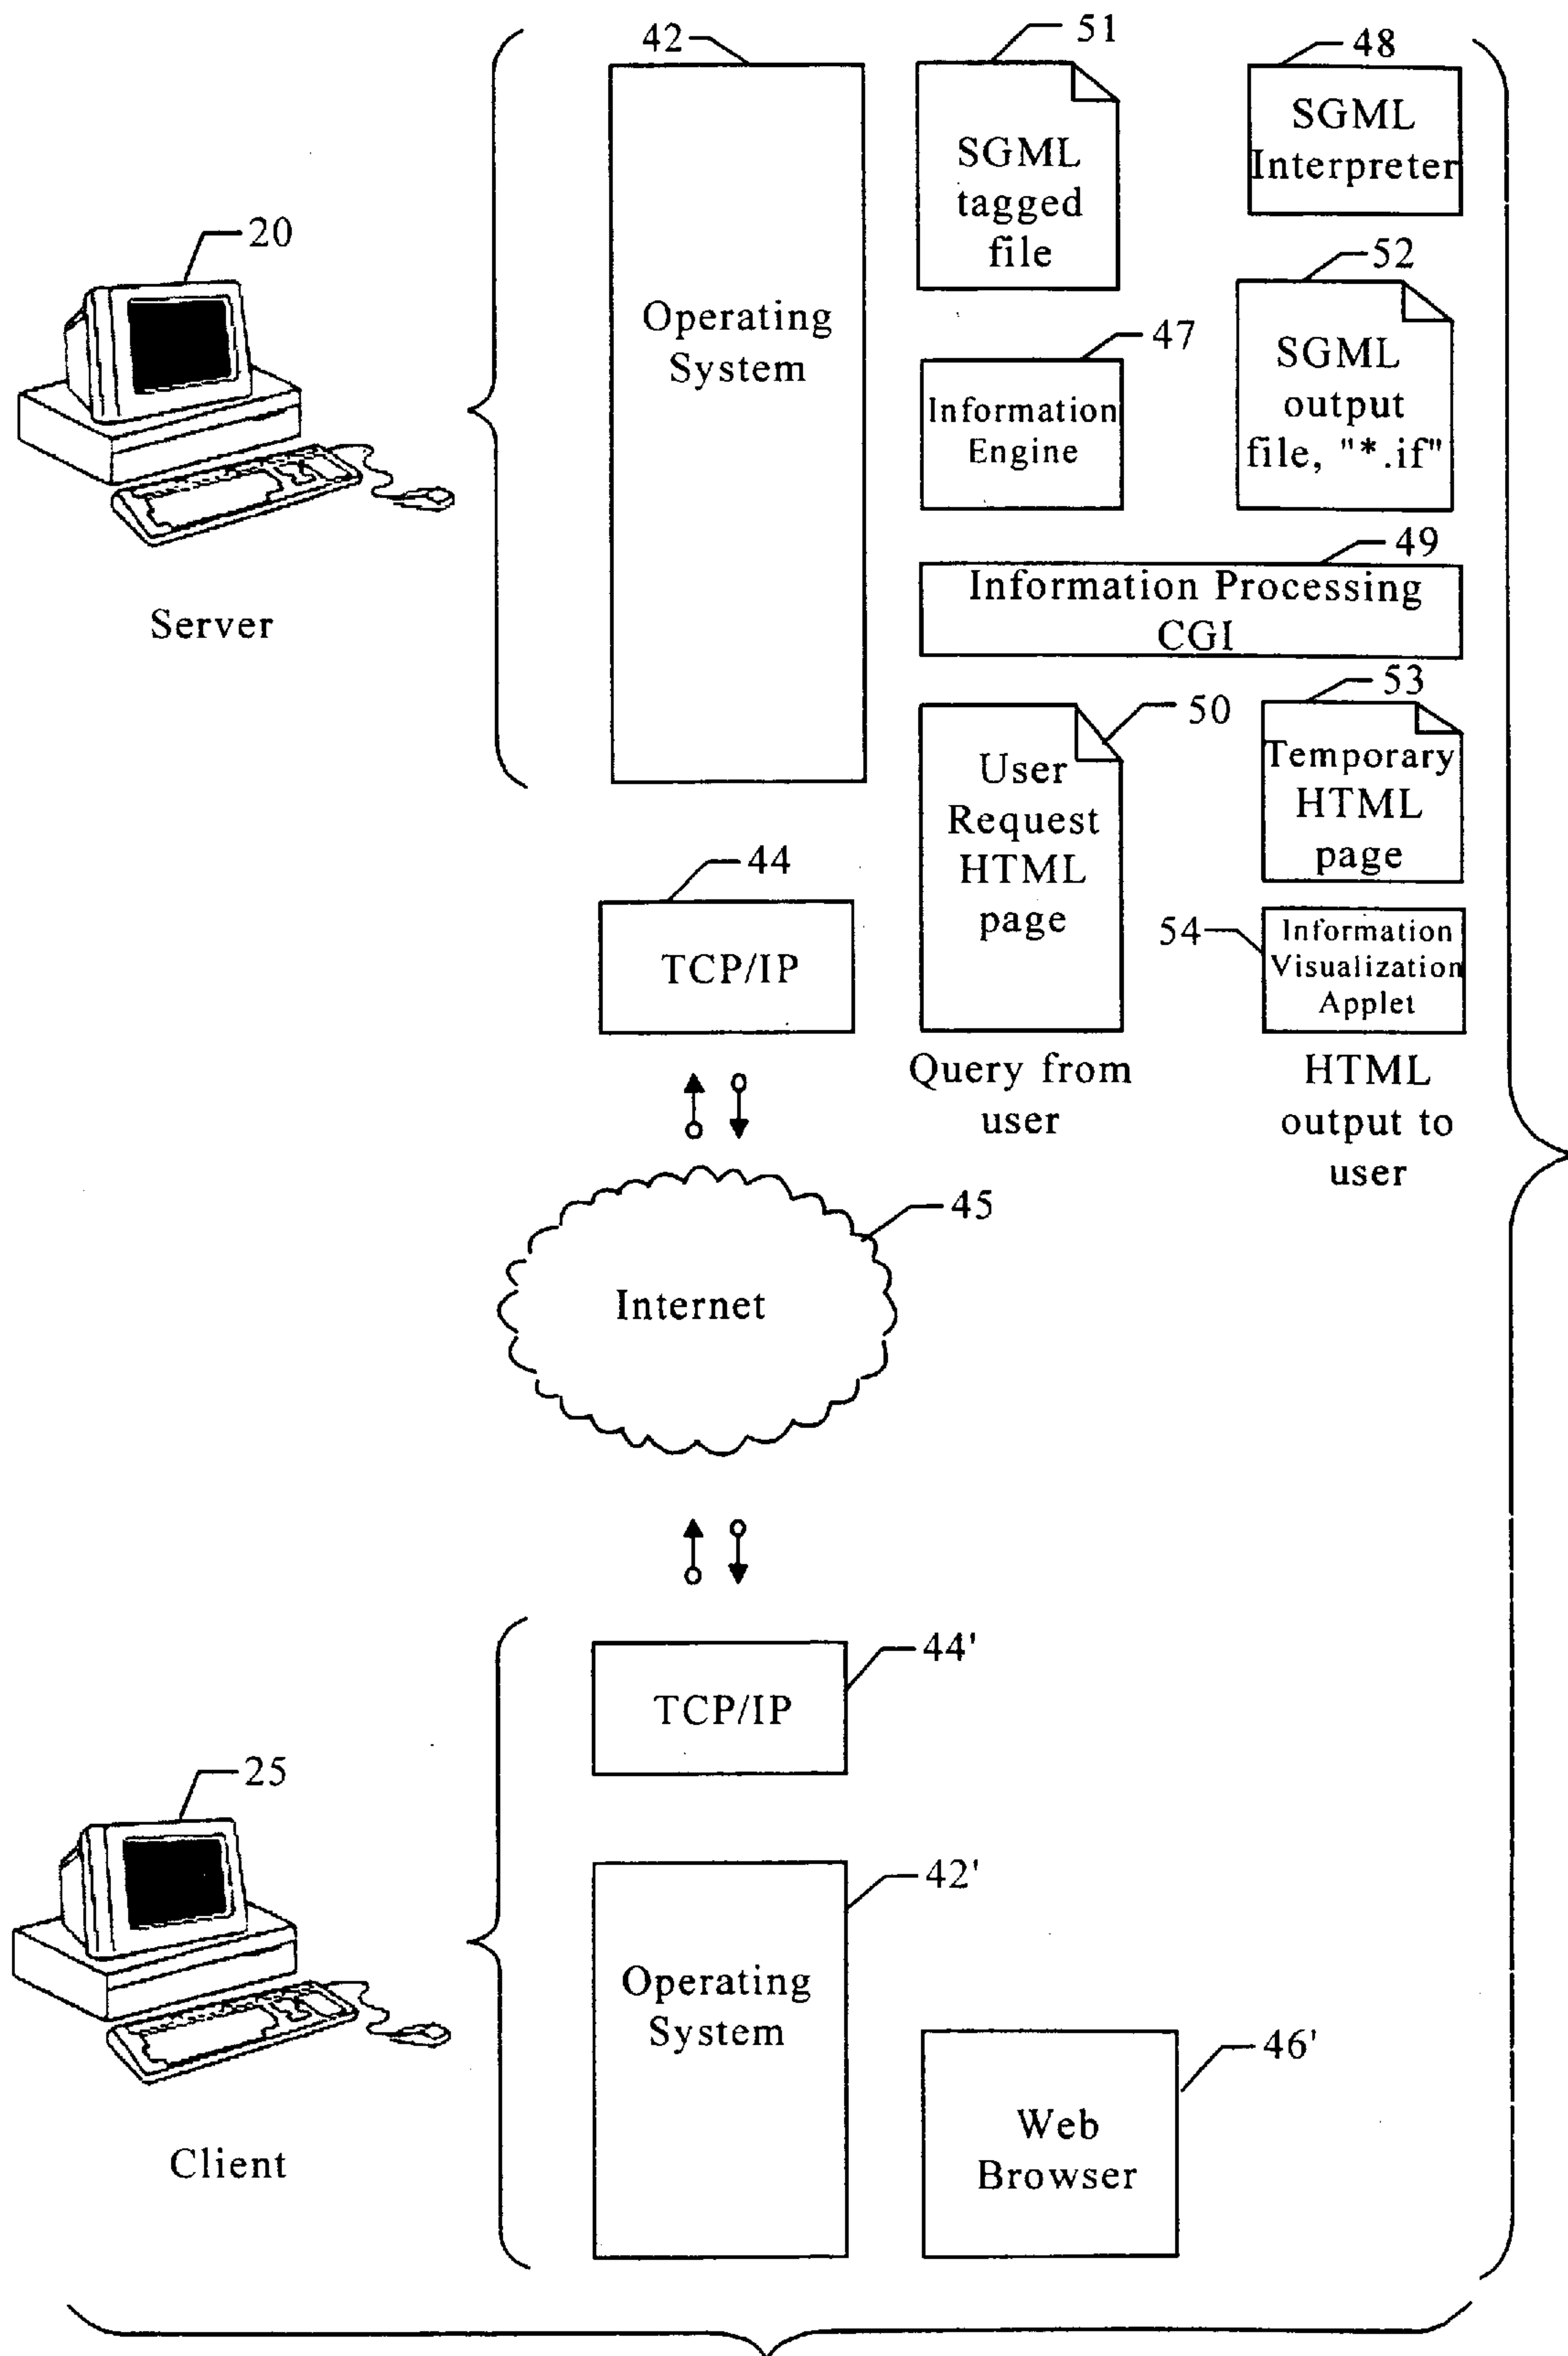 42
51
48
SGML
Interpreter
SGML
tagged
file
20
52
Operating
System
47
SGML
output
file, "*.if"
Information
Engine
49
Information Processing
CGI
Server
53
50
User
Request
HTML
page
Temporary
HTML
page
44
TCP/IP
54
Information
Visualization
Applet
Query from
user
HTML
output to
user
45
Internet
44'
TCP/IP
25
42'
Operating
System
46'
Web
Browser
Client